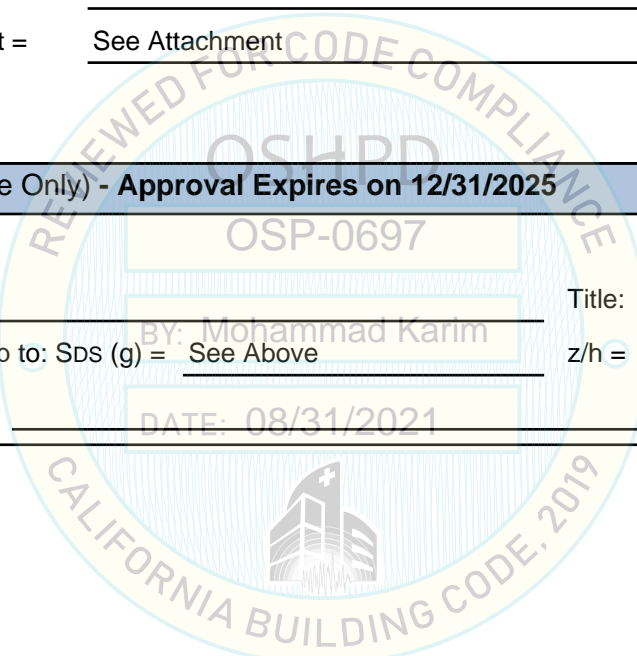 t = See Attachment
REVIEWED FOR CODE COMPLIANCE
OSHPD
e Only) - Approval Expires on 12/31/2025
OSP-0697
Title:
BY: Mohammad Karim
o to: SDS (g) = See Above z/h =
DATE: 08/31/2021
CALIFORNIA BUILDING CODE, 2019